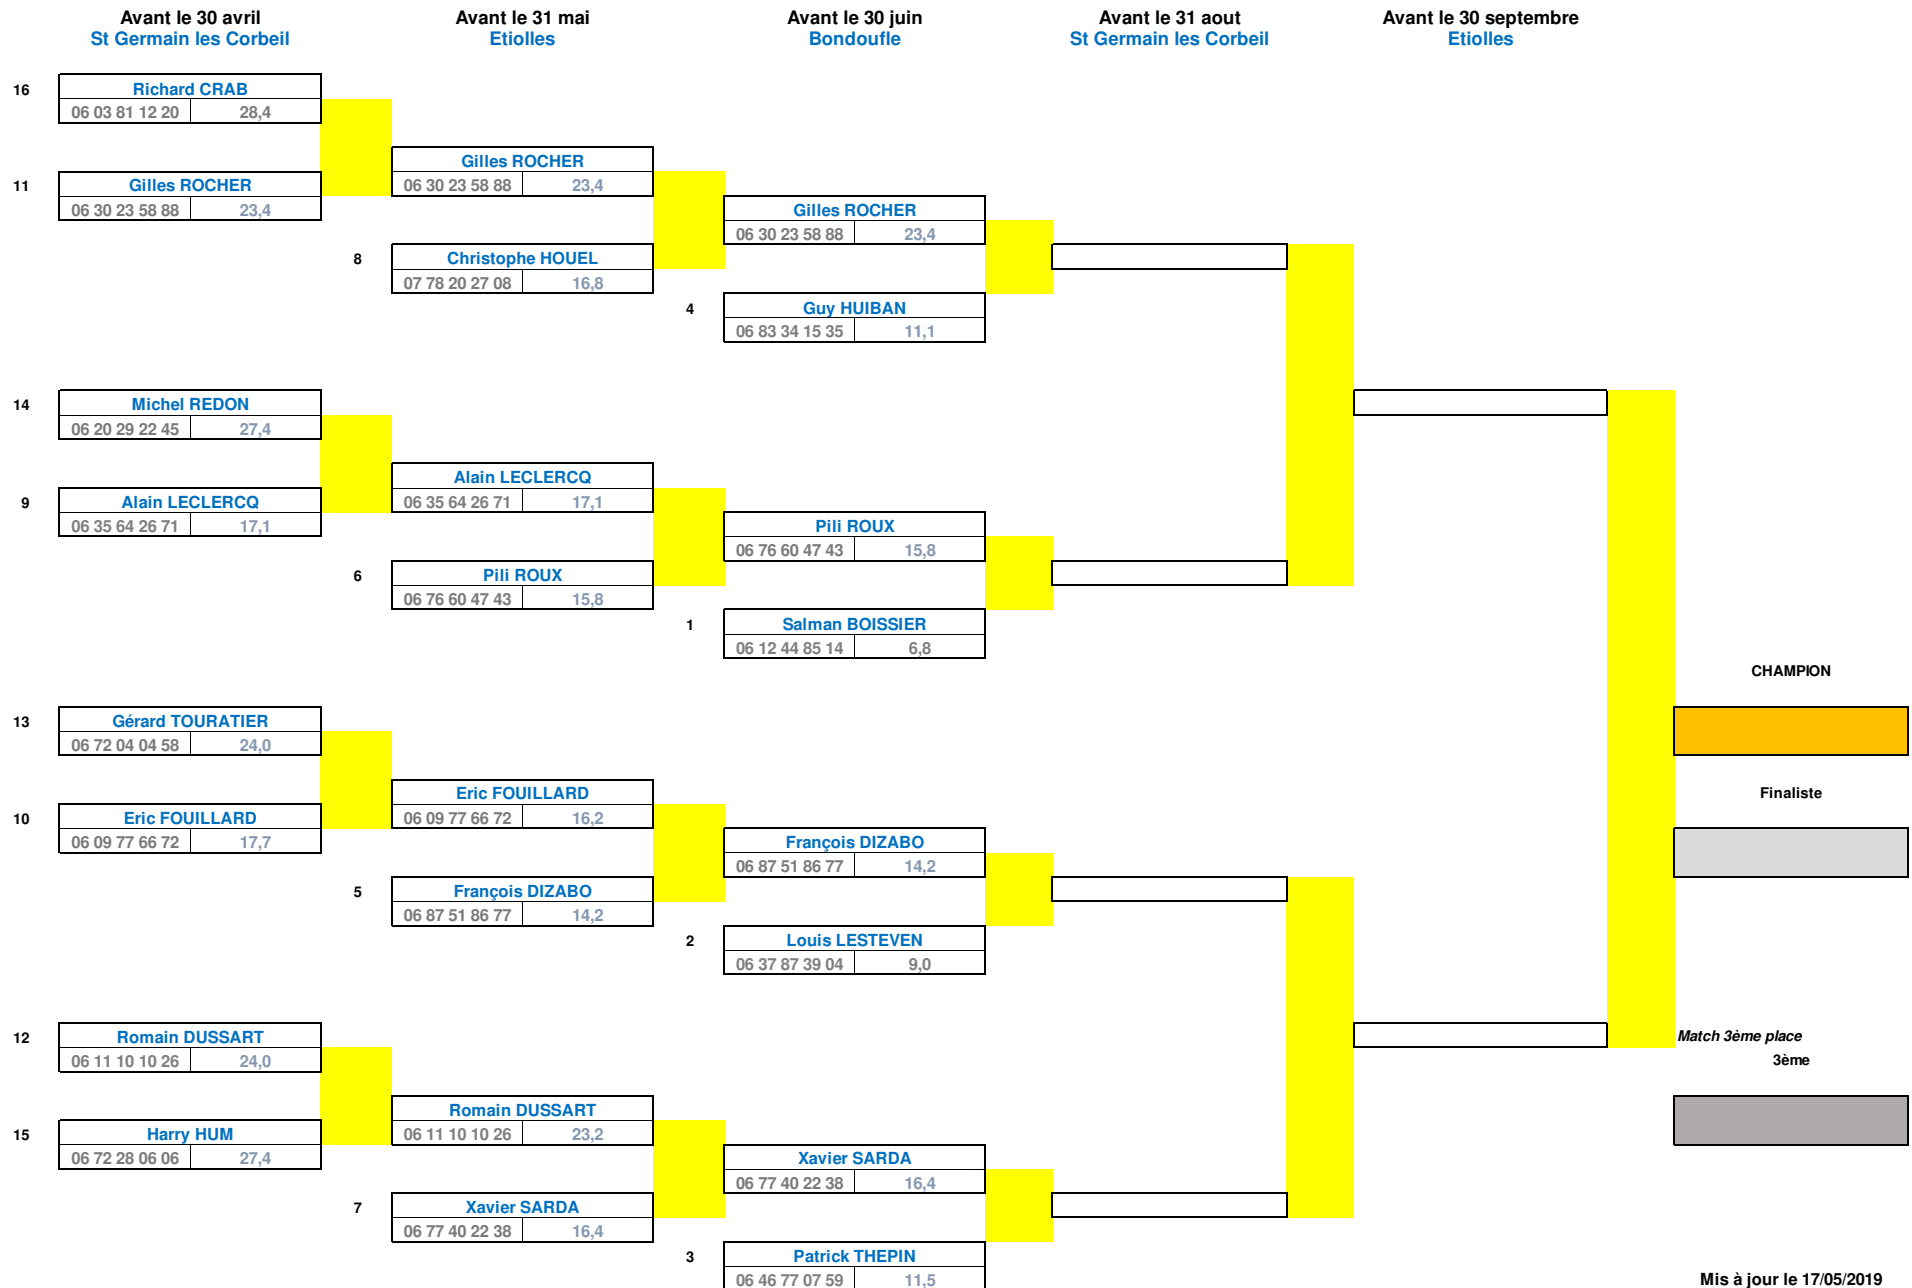 Avant le 30 avril Avant le 31 mai Avant le 30 juin Avant le 31 aout Avant le 30 septembre
St Germain les Corbeil Etiolles Bondoufle St Germain les Corbeil Etiolles
16 Richard CRAB
06 03 81 12 20 28,4
Gilles ROCHER
11 Gilles ROCHER 06 30 23 58 88 23,4
06 30 23 58 88 23,4 Gilles ROCHER
06 30 23 58 88 23,4
8 Christophe HOUEL
07 78 20 27 08 16,8
4 Guy HUIBAN
06 83 34 15 35 11,1
14 Michel REDON
06 20 29 22 45 27,4
Alain LECLERCQ
9 Alain LECLERCQ 06 35 64 26 71 17,1
06 35 64 26 71 17,1 Pili ROUX
06 76 60 47 43 15,8
6 Pili ROUX
06 76 60 47 43 15,8
1 Salman BOISSIER
06 12 44 85 14 6,8
CHAMPION
13 Gérard TOURATIER
06 72 04 04 58 24,0
Eric FOUILLARD Finaliste
10 Eric FOUILLARD 06 09 77 66 72 16,2
06 09 77 66 72 17,7 François DIZABO
06 87 51 86 77 14,2
5 François DIZABO
06 87 51 86 77 14,2
2 Louis LESTEVEN
06 37 87 39 04 9,0
12 Romain DUSSART Match 3ème place
06 11 10 10 26 24,0 3ème
Romain DUSSART
15 Harry HUM 06 11 10 10 26 23,2
06 72 28 06 06 27,4 Xavier SARDA
06 77 40 22 38 16,4
7 Xavier SARDA
06 77 40 22 38 16,4
3 Patrick THEPIN
06 46 77 07 59 11,5 Mis à jour le 17/05/2019